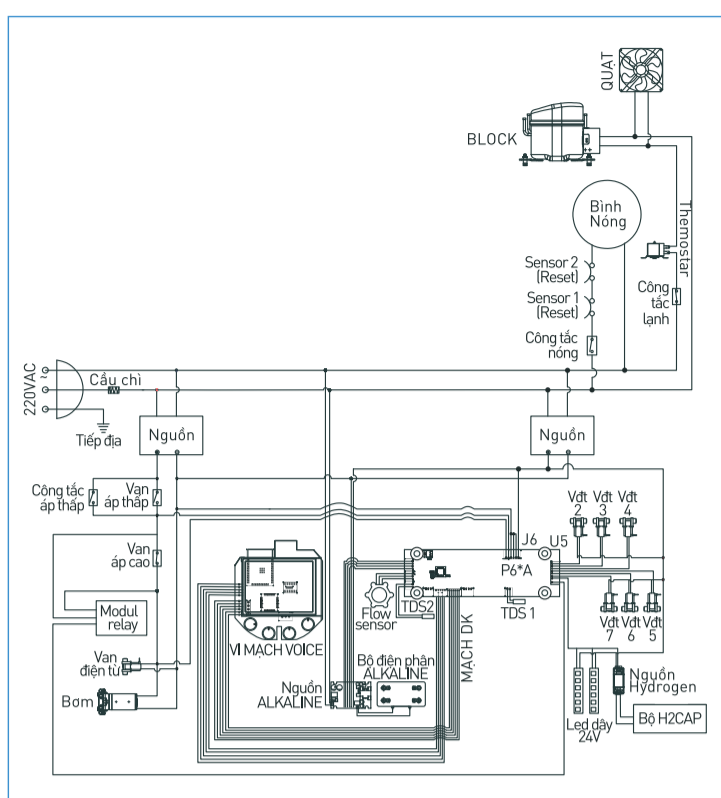 QUẠT
BLOCK
Bình
Nóng
Thermostar
Sensor 2
(Reset)
Sensor 1
(Reset)
Công
tắc
lạnh
Công tắc
nóng
220VAC
~
Cầu chì
Tiếp địa
Nguồn
Nguồn
Công tắc
áp thấp
Van
áp thấp
Vđt
2
Vđt
3
Vđt
4
J6
U5
P6*A
Van
áp cao
TDS2
Flow
sensor
TDS 1
MẠCH DK
Vđt
7
Vđt
6
Vđt
5
Modul
relay
VI MẠCH VOICE
Van
điện từ
Bộ điện phân
ALKALINE
Nguồn
ALKALINE
Bơm
Led dây
24V
Nguồn
Hydrogen
Bộ H2CAP